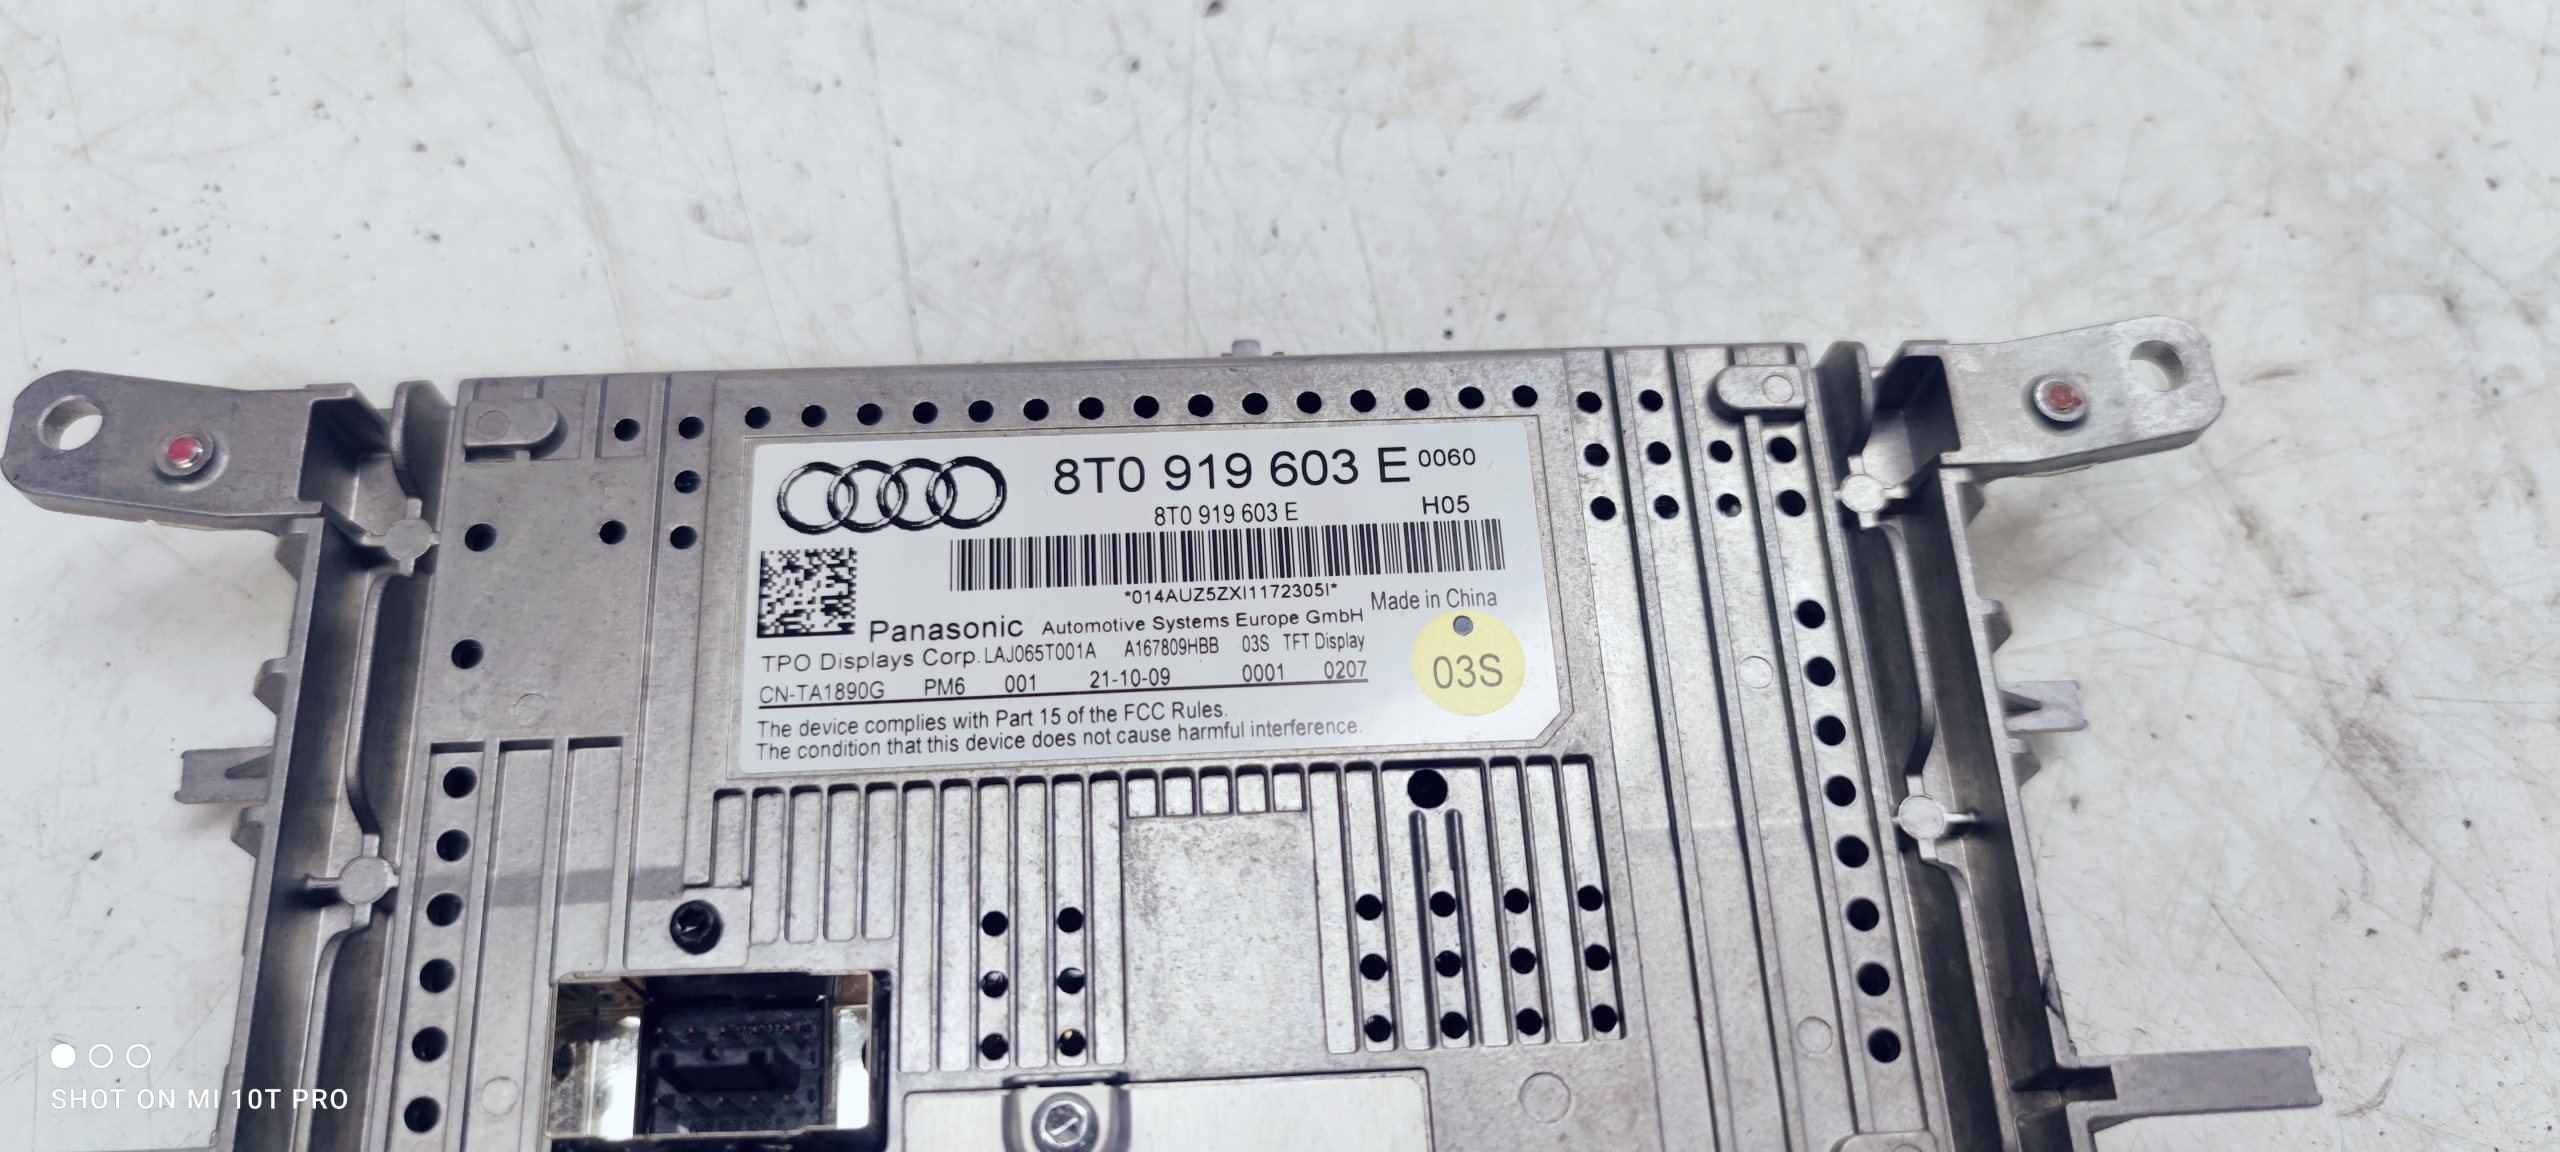 8T0 919 603 E 0060
8T0 919 603 E H05
*014AUZ5ZXI1172305I*
Panasonic Automotive Systems Europe GmbH Made in China
TPO Displays Corp. LAJ065T001A A167809HBB 03S TFT Display
CN-TA1890G PM6 001 21-10-09 0001 0207
03S
The device complies with Part 15 of the FCC Rules.
The condition that this device does not cause harmful interference.
SHOT ON MI 10T PRO